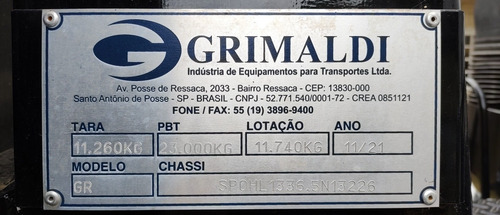 GRIMALDI
Indústria de Equipamentos para Transportes Ltda.
Av. Posse de Ressaca, 2033 - Bairro Ressaca - CEP: 13830-000
Santo Antônio de Posse - SP - BRASIL - CNPJ - 52.771.540/0001-72 - CREA 0851121
FONE / FAX: 55 (19) 3896-9400
TARA PBT LOTAÇÃO ANO
11.260KG 23.000KG 11.740KG 11/21
MODELO CHASSI
GR